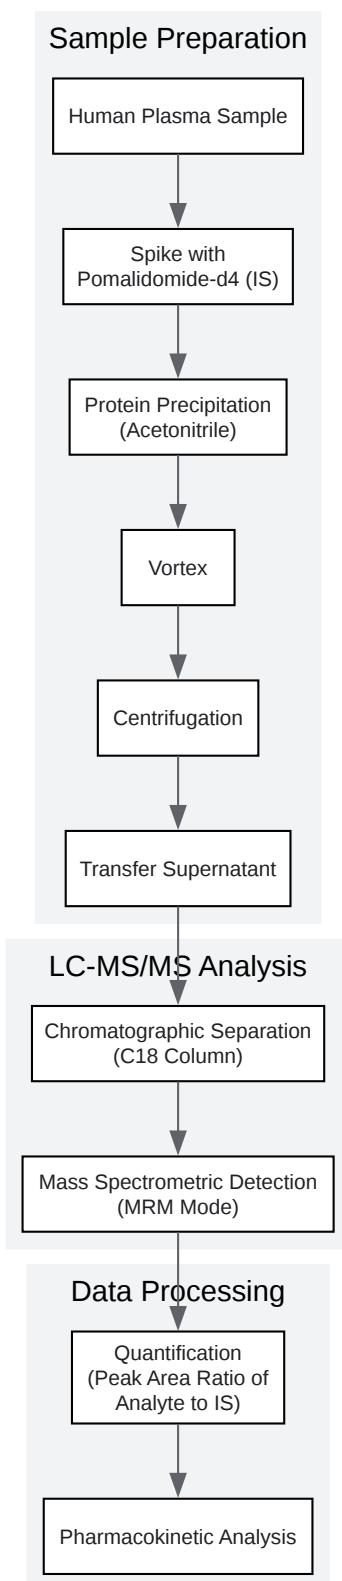 Sample Preparation
Human Plasma Sample
Spike with
Pomalidomide-d4 (IS)
Protein Precipitation
(Acetonitrile)
Vortex
Centrifugation
Transfer Supernatant
LC-MS/MS Analysis
Chromatographic Separation
(C18 Column)
Mass Spectrometric Detection
(MRM Mode)
Data Processing
Quantification
(Peak Area Ratio of
Analyte to IS)
Pharmacokinetic Analysis